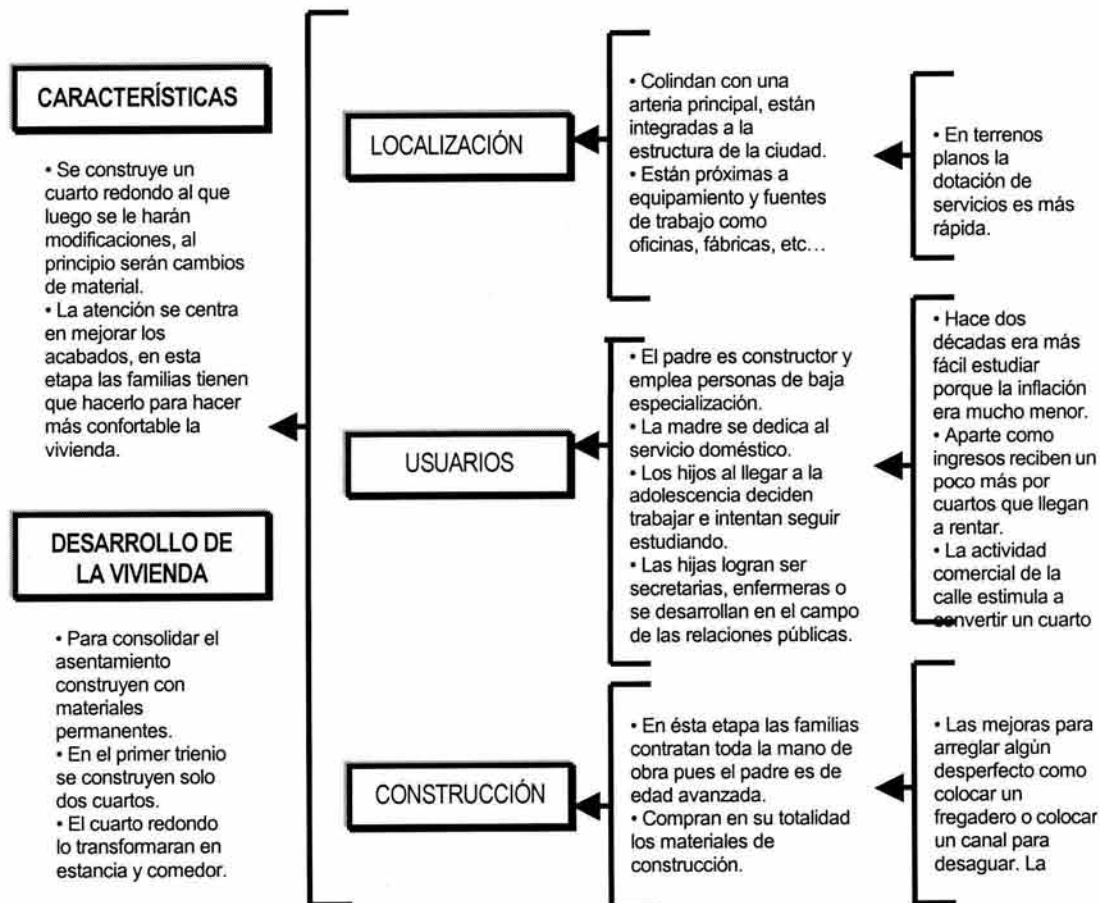 CARACTERÍSTICAS
• Se construye un
cuarto redondo al que
luego se le harán
modificaciones, al
principio serán cambios
de material.
• La atención se centra
en mejorar los
acabados, en esta
etapa las familias tienen
que hacerlo para hacer
más confortable la
vivienda.
DESARROLLO DE
LA VIVIENDA
• Para consolidar el
asentamiento
construyen con
materiales
permanentes.
• En el primer trienio
se construyen solo
dos cuartos.
• El cuarto redondo
lo transformaran en
estancia y comedor.
LOCALIZACIÓN
• Colindan con una
arteria principal, están
integradas a la
estructura de la ciudad.
• Están próximas a
equipamiento y fuentes
de trabajo como
oficinas, fábricas, etc…
• En terrenos
planos la
dotación de
servicios es más
rápida.
USUARIOS
• El padre es constructor y
emplea personas de baja
especialización.
• La madre se dedica al
servicio doméstico.
• Los hijos al llegar a la
adolescencia deciden
trabajar e intentan seguir
estudiando.
• Las hijas logran ser
secretarias, enfermeras o
se desarrollan en el campo
de las relaciones públicas.
• Hace dos
décadas era más
fácil estudiar
porque la inflación
era mucho menor.
• Aparte como
ingresos reciben un
poco más por
cuartos que llegan
a rentar.
• La actividad
comercial de la
calle estimula a
convertir un cuarto
CONSTRUCCIÓN
• En ésta etapa las familias
contratan toda la mano de
obra pues el padre es de
edad avanzada.
• Compran en su totalidad
los materiales de
construcción.
• Las mejoras para
arreglar algún
desperfecto como
colocar un
fregadero o colocar
un canal para
desaguar. La